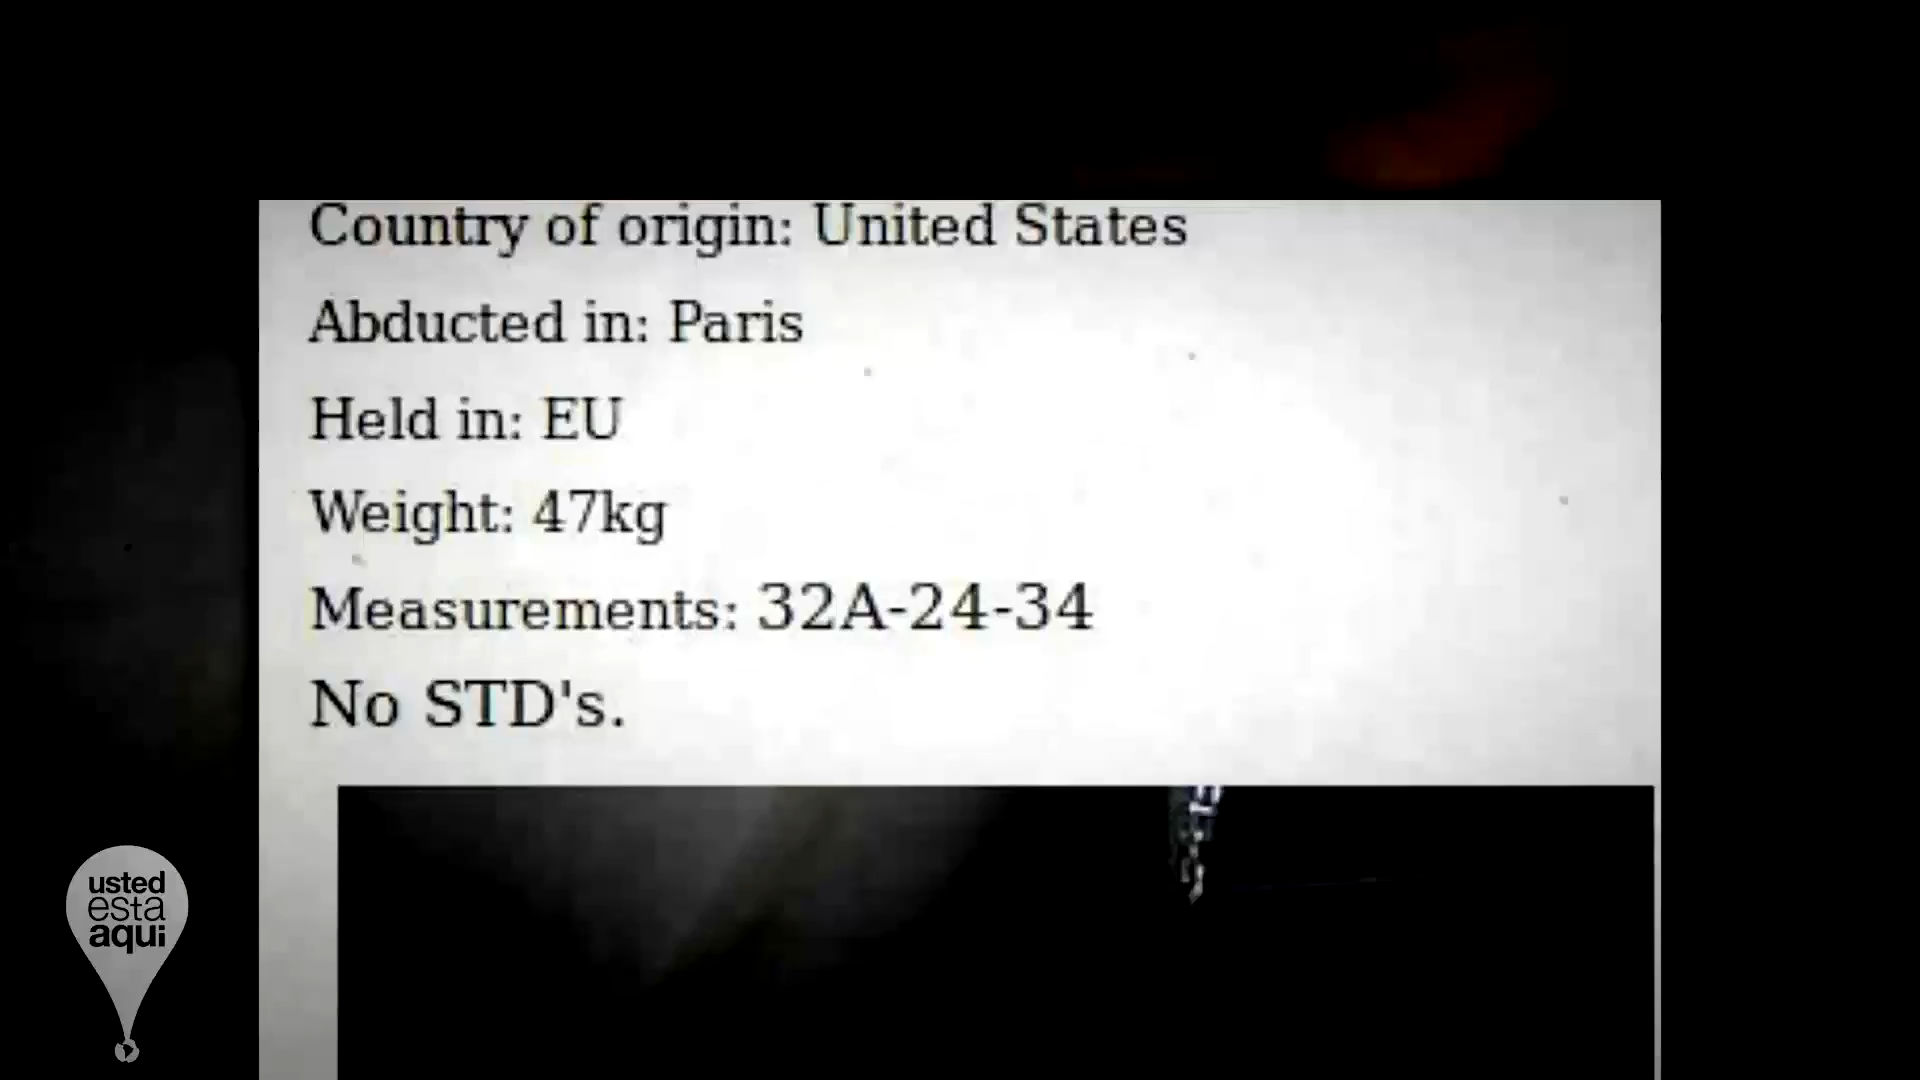 Country of origin: United States
Abducted in: Paris
Held in: EU
Weight: 47kg
Measurements: 32A-24-34
No STD's.
usted
esta
aqui